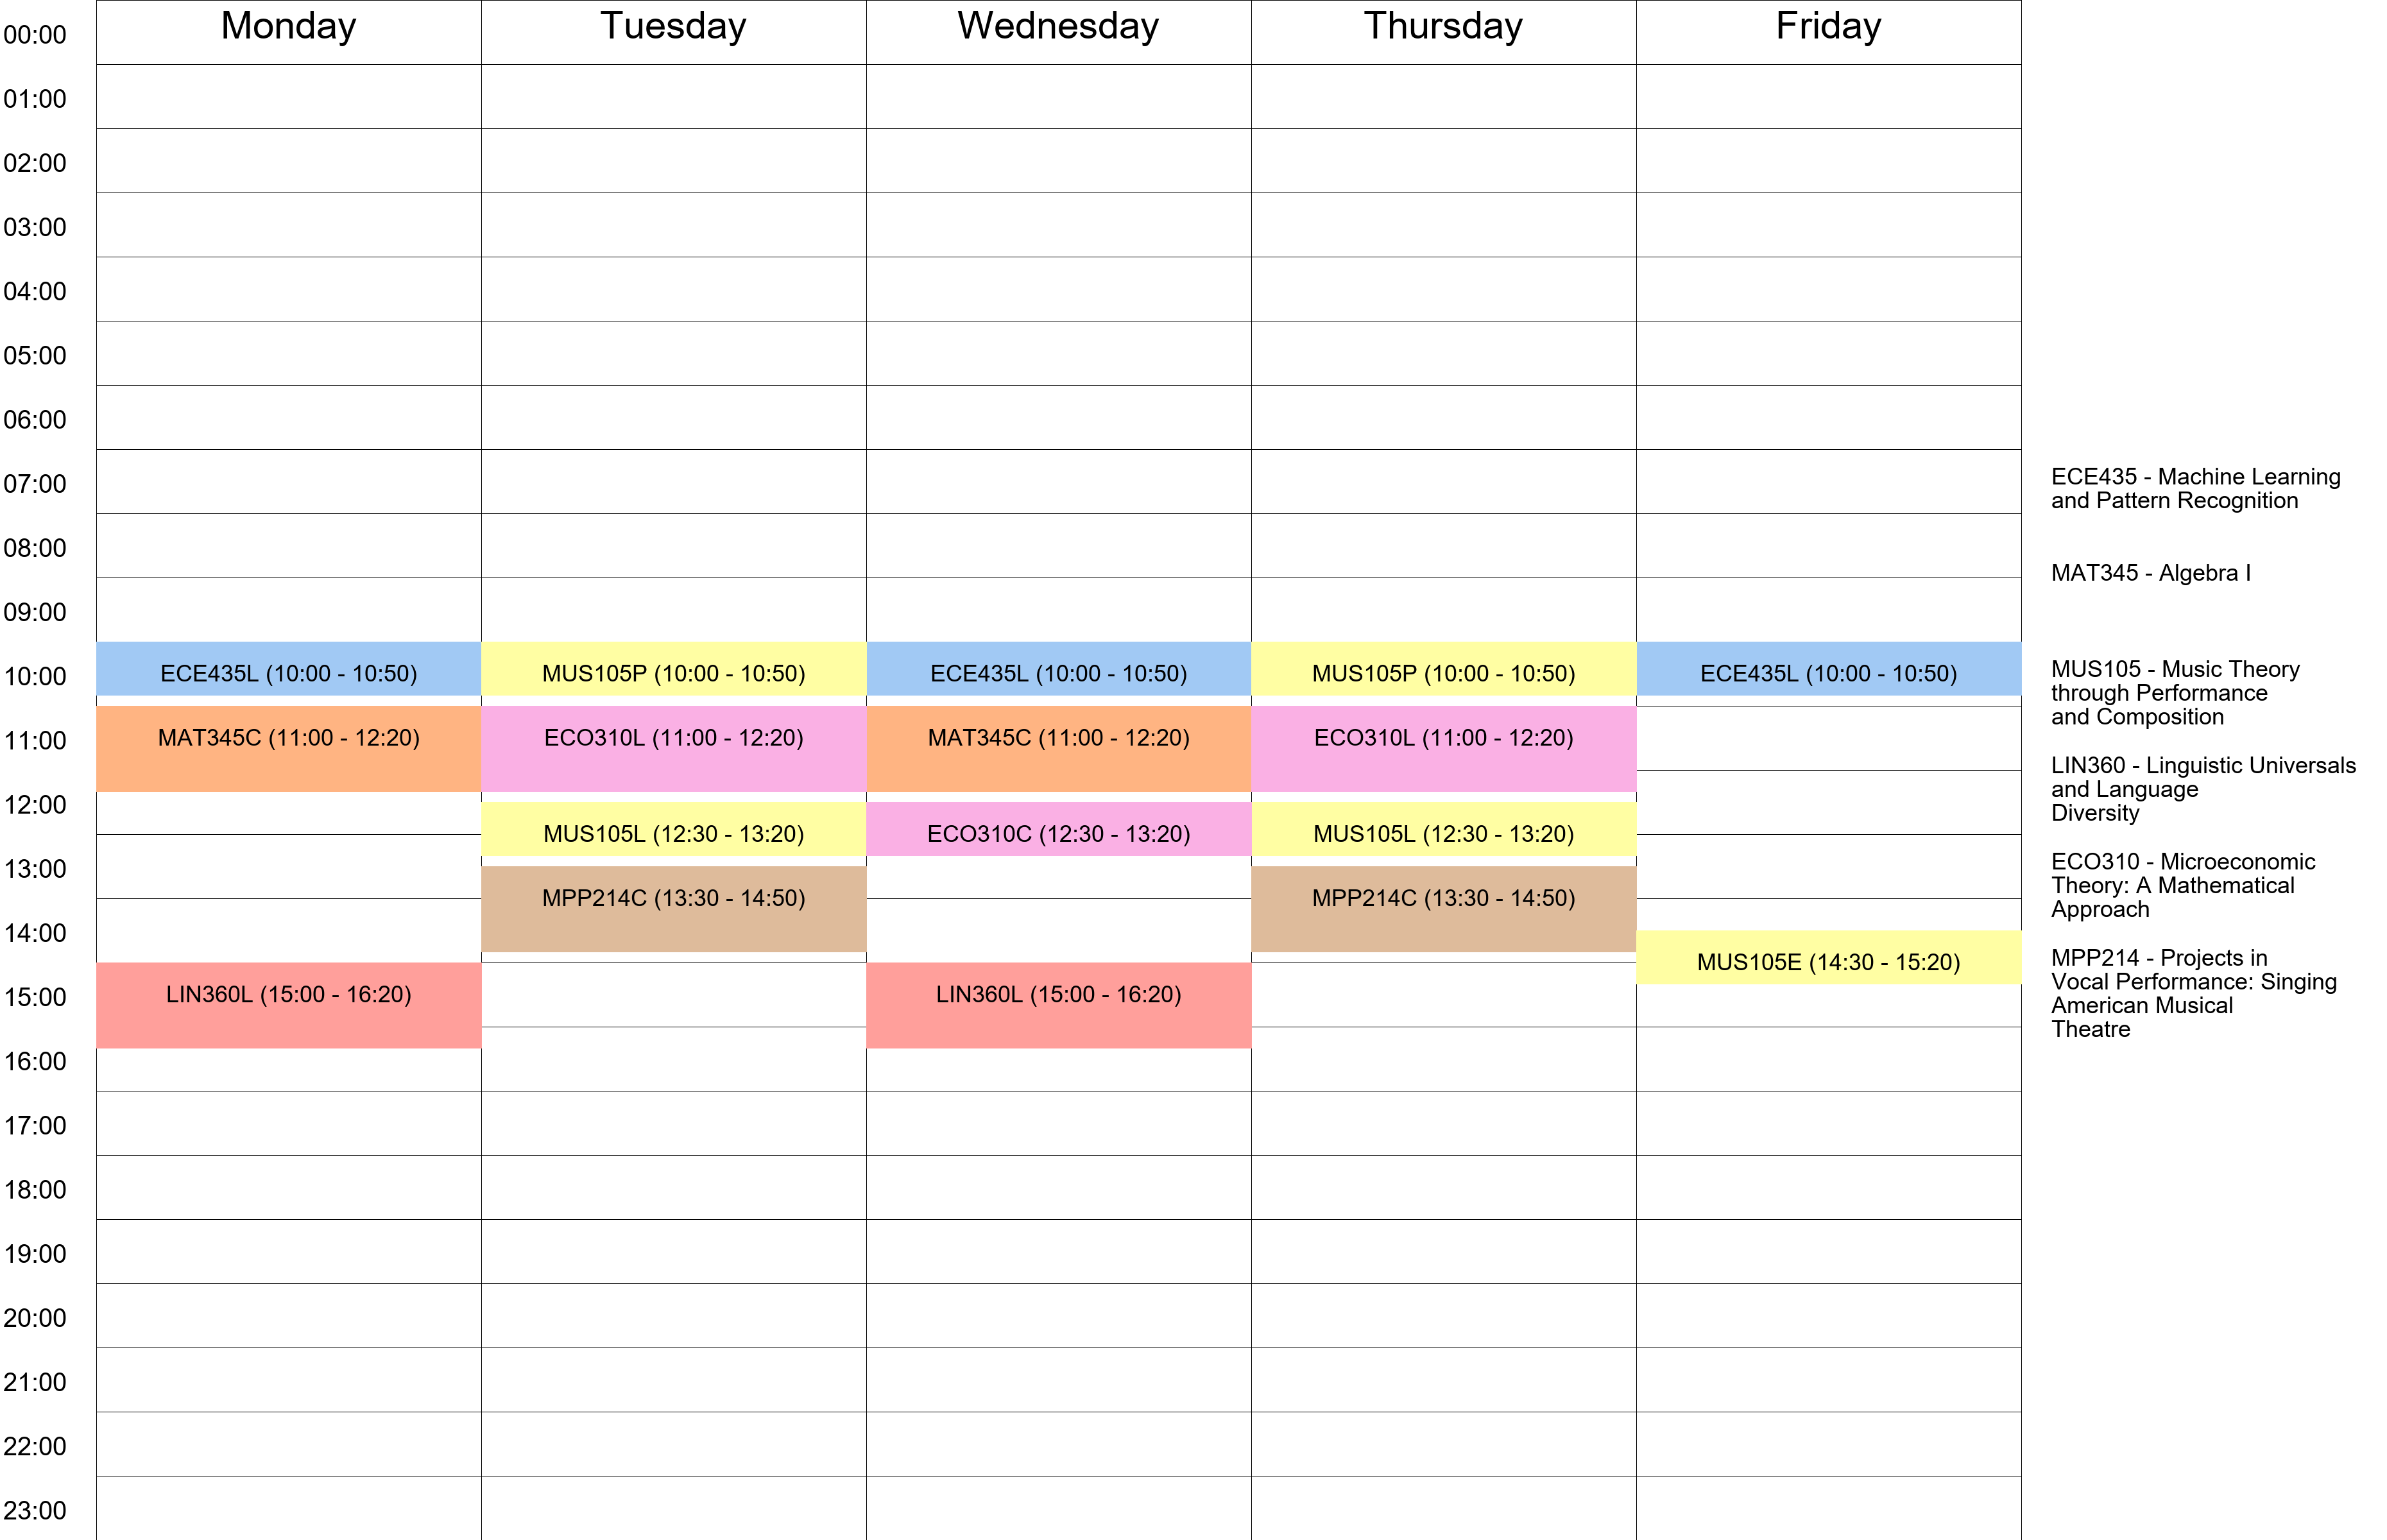 Monday Tuesday Wednesday Thursday Friday
00:00
01:00
02:00
03:00
04:00
05:00
06:00
07:00
08:00
09:00
10:00 ECE435L (10:00 - 10:50) MUS105P (10:00 - 10:50) ECE435L (10:00 - 10:50) MUS105P (10:00 - 10:50) ECE435L (10:00 - 10:50)
11:00 MAT345C (11:00 - 12:20) ECO310L (11:00 - 12:20) MAT345C (11:00 - 12:20) ECO310L (11:00 - 12:20)
12:00
MUS105L (12:30 - 13:20) ECO310C (12:30 - 13:20) MUS105L (12:30 - 13:20)
13:00
MPP214C (13:30 - 14:50) MPP214C (13:30 - 14:50)
14:00
MUS105E (14:30 - 15:20)
15:00 LIN360L (15:00 - 16:20) LIN360L (15:00 - 16:20)
16:00
17:00
18:00
19:00
20:00
21:00
22:00
23:00
ECE435 - Machine Learning
and Pattern Recognition
MAT345 - Algebra I
MUS105 - Music Theory
through Performance
and Composition
LIN360 - Linguistic Universals
and Language
Diversity
ECO310 - Microeconomic
Theory: A Mathematical
Approach
MPP214 - Projects in
Vocal Performance: Singing
American Musical
Theatre